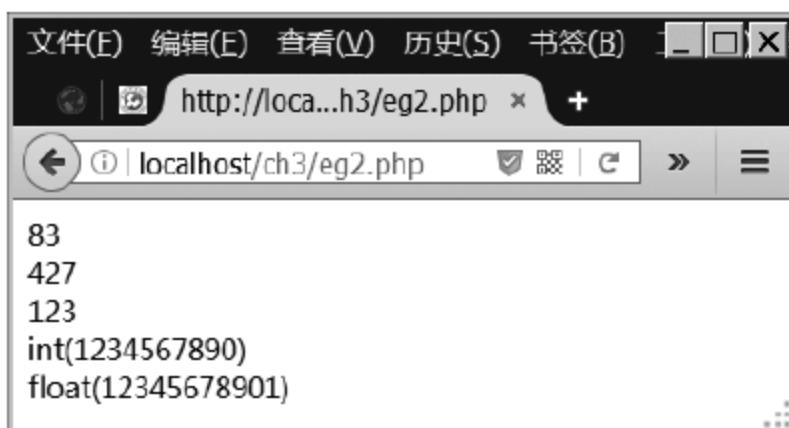 文件(F) 编辑(E) 查看(V) 历史(S) 书签(B)
http://loca...h3/eg2.php
localhost/ch3/eg2.php
83
427
123
int(1234567890)
float(12345678901)